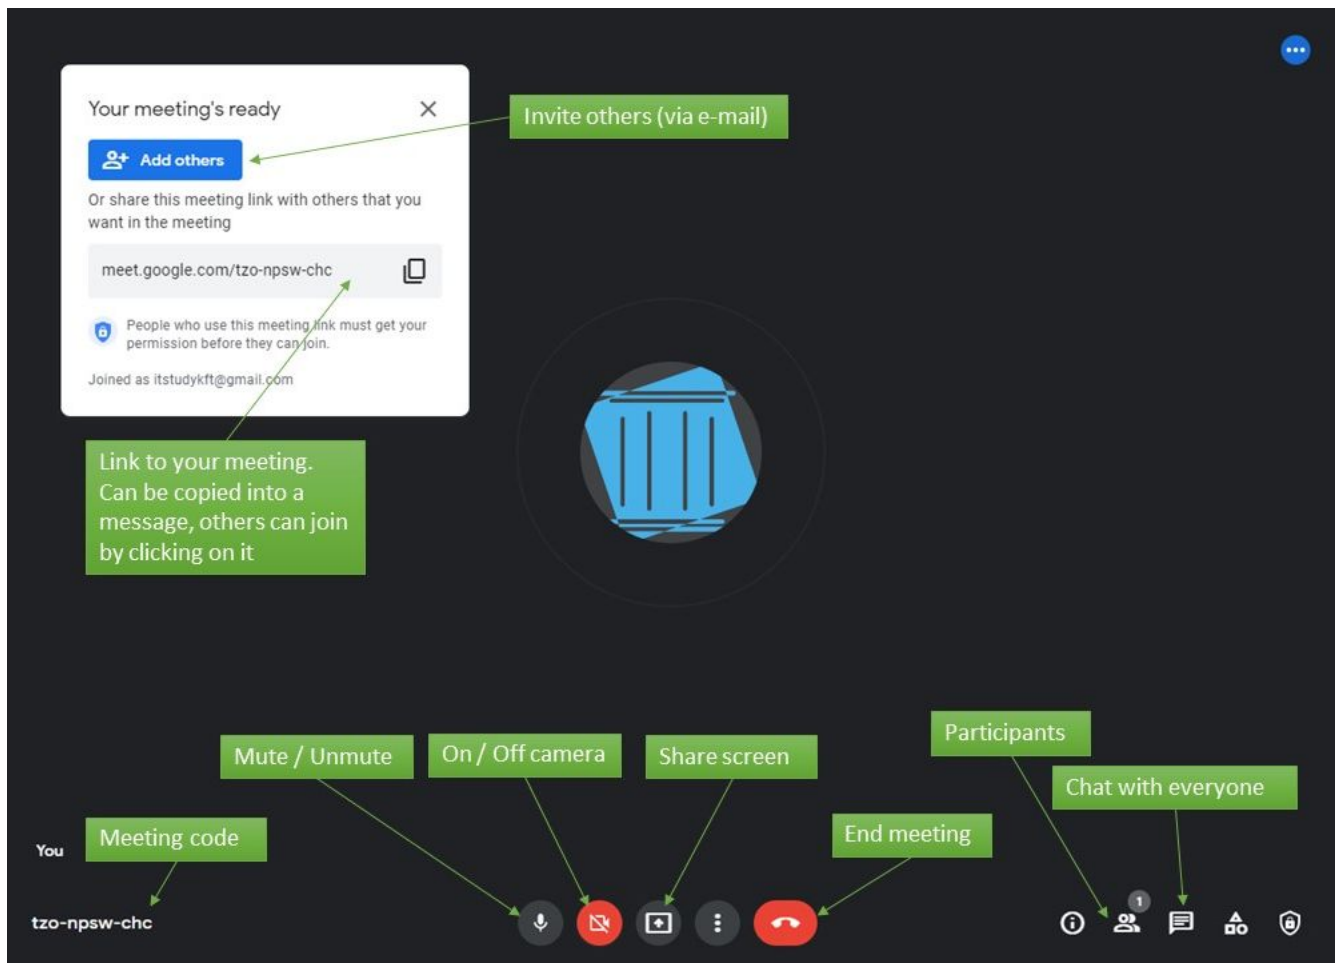 Your meeting's ready
Invite others (via e-mail)
Add others
Or share this meeting link with others that you
want in the meeting
meet.google.com/tzo-npsw-chc
People who use this meeting link must get your
permission before they can join.
Joined as itstudykft@gmail.com
Link to your meeting.
Can be copied into a
message, others can join
by clicking on it
Participants
Mute / Unmute
On / Off camera
Share screen
Chat with everyone
Meeting code
End meeting
You
1
tzo-npsw-chc